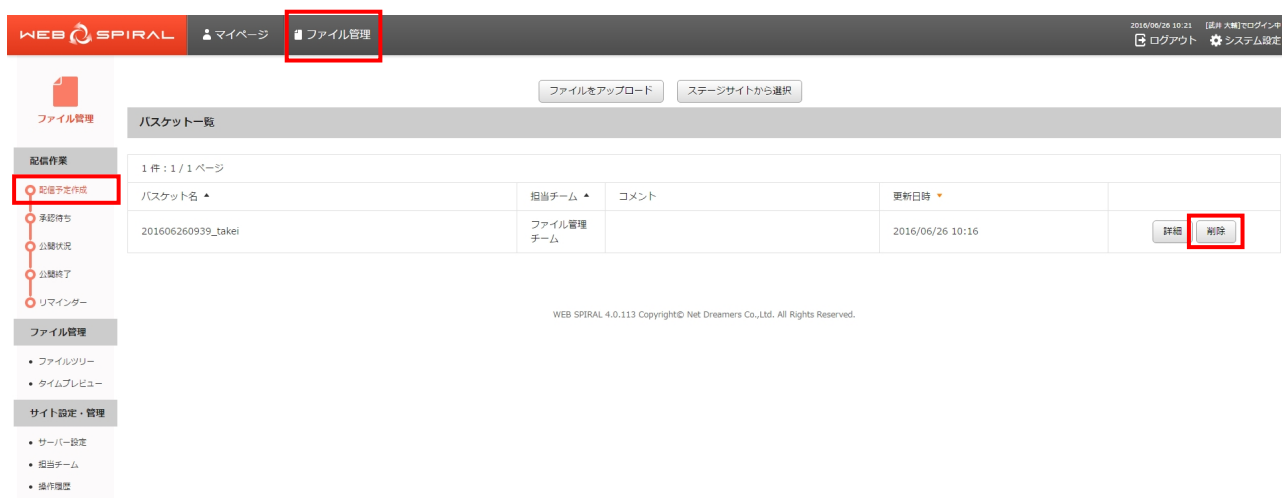 WEB SPIRAL
マイページ
ファイル管理
2016/06/26 10:21 [武井 大輔]でログイン中
ログアウト システム設定
ファイル管理
ファイルをアップロード ステージサイトから選択
バスケット一覧
配信作業
配信予定作成
承認待ち
公開状況
公開終了
リマインダー
ファイル管理
• ファイルツリー
• タイムプレビュー
サイト設定・管理
• サーバー設定
• 担当チーム
• 操作履歴
1 件 : 1 / 1 ページ
バスケット名 ▲ 担当チーム ▲ コメント 更新日時 ▼
201606260939_takei ファイル管理 2016/06/26 10:16 詳細 削除
チーム
WEB SPIRAL 4.0.113 Copyright© Net Dreamers Co.,Ltd. All Rights Reserved.